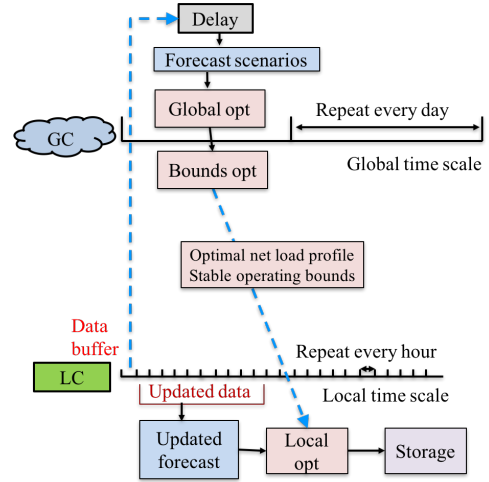 Delay
Forecast scenarios
Global opt
Repeat every day
GC
Global time scale
Bounds opt
Optimal net load profile
Stable operating bounds
Data
buffer
Repeat every hour
LC
Updated data
Local time scale
Updated
forecast
Local
opt
Storage